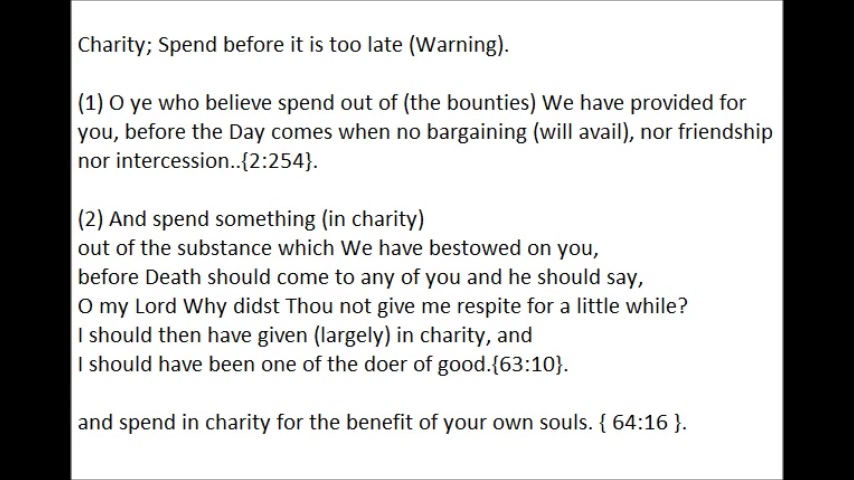 Charity; Spend before it is too late (Warning).
(1) O ye who believe spend out of (the bounties) We have provided for
you, before the Day comes when no bargaining (will avail), nor friendship
nor intercession..{2:254}.
(2) And spend something (in charity)
out of the substance which We have bestowed on you,
before Death should come to any of you and he should say,
O my Lord Why didst Thou not give me respite for a little while?
I should then have given (largely) in charity, and
I should have been one of the doer of good.{63:10}.
and spend in charity for the benefit of your own souls. { 64:16 }.